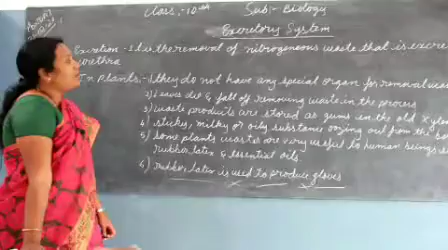 Class:- 10th Sub:- Biology
Excretory System
Excretion - It is the removal of nitrogeneous waste that is excre
urethra
In plants:- 1) they do not have any special organ for removal was
2) Leaves die & fall off removing waste in the process
3) waste products are stored as gums in the old xylem
4) sticky, milky or oily substance oozing out from the
5) Some plants wastes are very useful to human beings
rubber latex & essential oils.
6) rubber latex is used to produce gloves